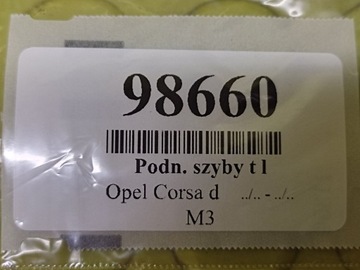 98660
Podn. szyby t l
Opel Corsa d ../.. - ../..
M3